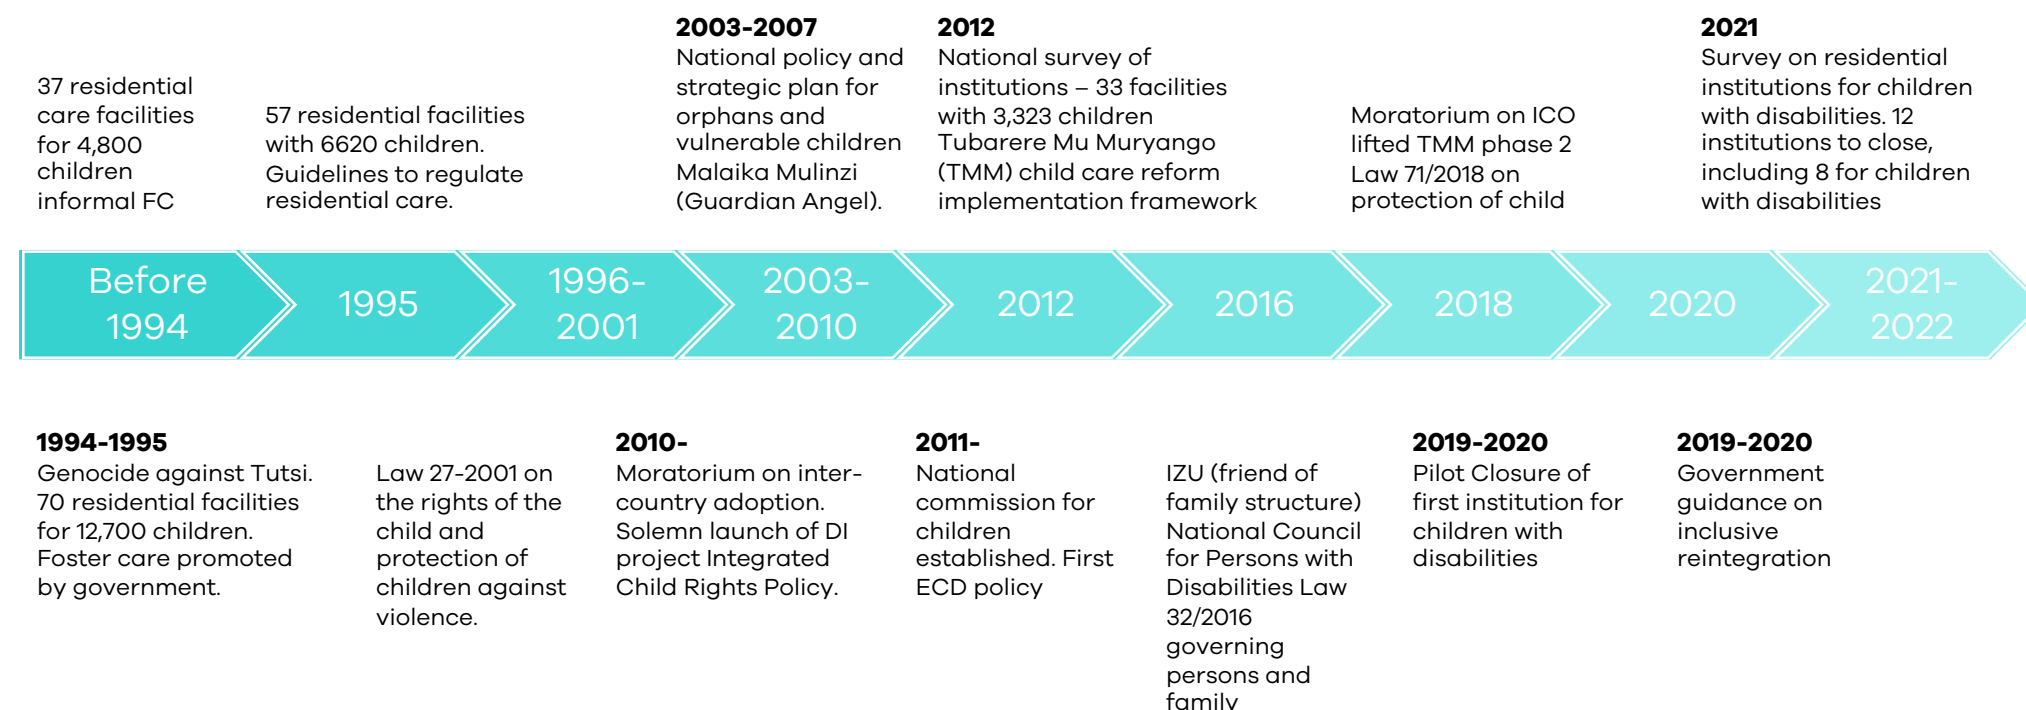 37 residential
care facilities
for 4,800
children
informal FC
57 residential facilities
with 6620 children.
Guidelines to regulate
residential care.
2003-2007
National policy and
strategic plan for
orphans and
vulnerable children
Malaika Mulinzi
(Guardian Angel).
2012
National survey of
institutions – 33 facilities
with 3,323 children
Tubarere Mu Muryango
(TMM) child care reform
implementation framework
Moratorium on ICO
lifted TMM phase 2
Law 71/2018 on
protection of child
2021
Survey on residential
institutions for children
with disabilities. 12
institutions to close,
including 8 for children
with disabilities
Before
1994
1995
1996-
2001
2003-
2010
2012
2016
2018
2020
2021-
2022
1994-1995
Genocide against Tutsi.
70 residential facilities
for 12,700 children.
Foster care promoted
by government.
Law 27-2001 on
the rights of the
child and
protection of
children against
violence.
2010-
Moratorium on inter-
country adoption.
Solemn launch of DI
project Integrated
Child Rights Policy.
2011-
National
commission for
children
established. First
ECD policy
IZU (friend of
family structure)
National Council
for Persons with
Disabilities Law
32/2016
governing
persons and
family
2019-2020
Pilot Closure of
first institution for
children with
disabilities
2019-2020
Government
guidance on
inclusive
reintegration